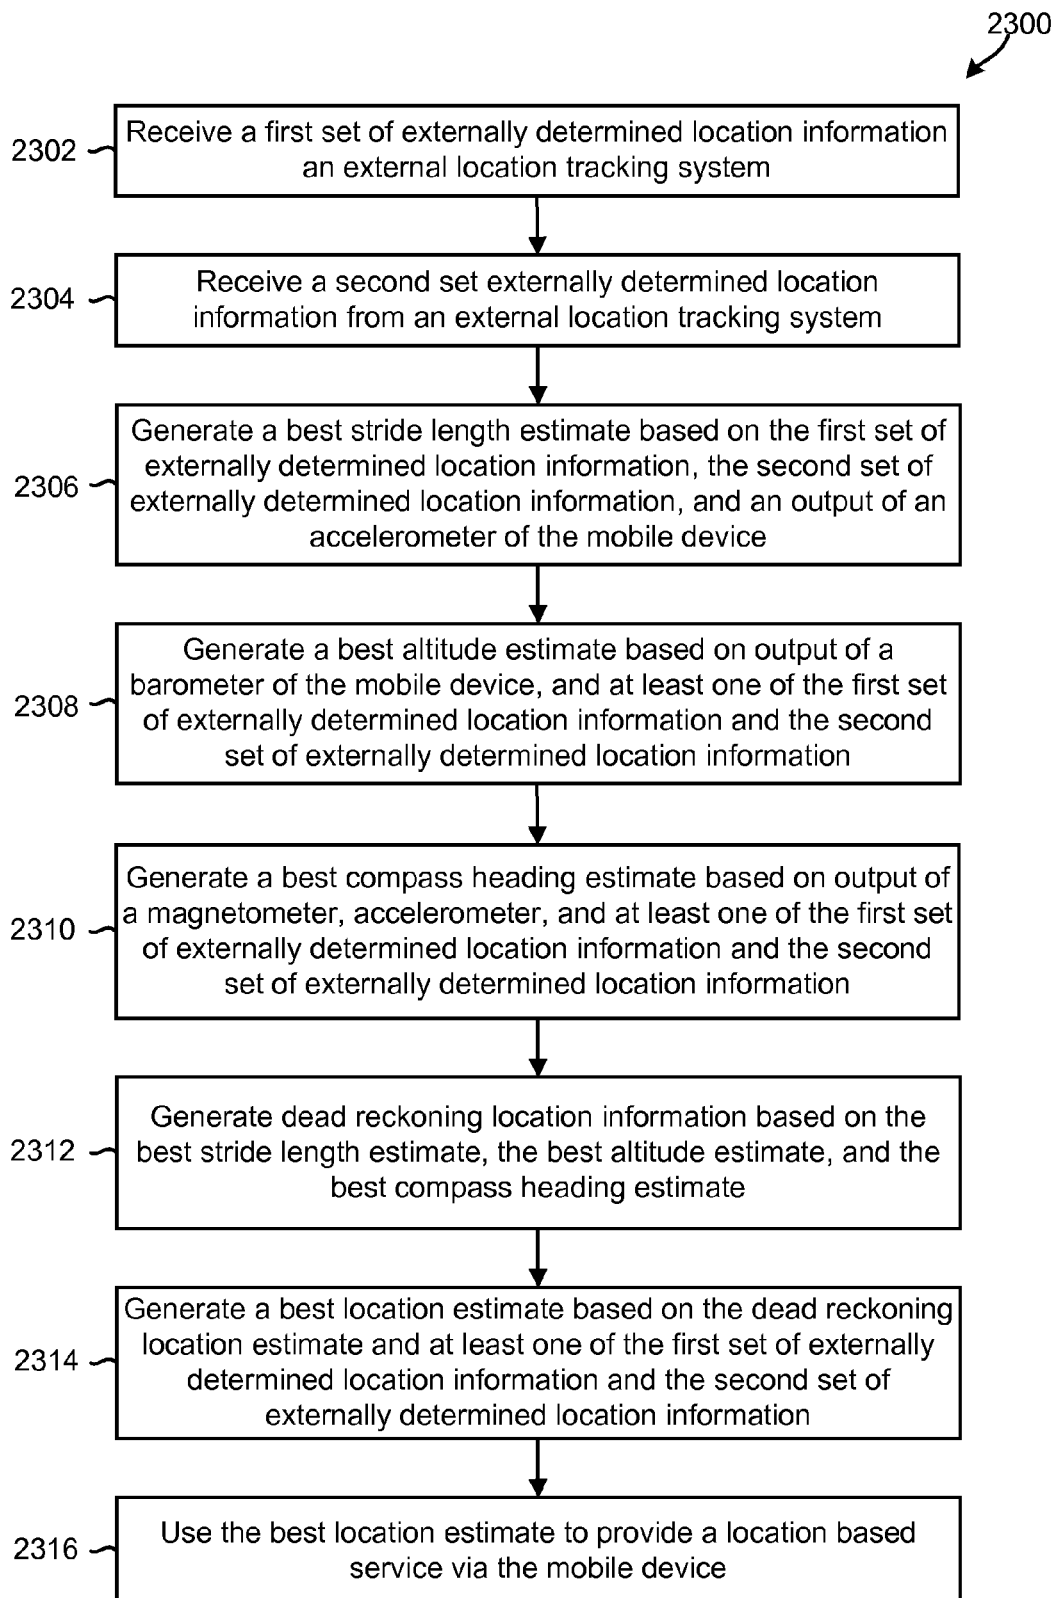 2300
2302
Receive a first set of externally determined location information
an external location tracking system
2304
Receive a second set externally determined location
information from an external location tracking system
2306
Generate a best stride length estimate based on the first set of
externally determined location information, the second set of
externally determined location information, and an output of an
accelerometer of the mobile device
2308
Generate a best altitude estimate based on output of a
barometer of the mobile device, and at least one of the first set
of externally determined location information and the second
set of externally determined location information
2310
Generate a best compass heading estimate based on output of
a magnetometer, accelerometer, and at least one of the first set
of externally determined location information and the second
set of externally determined location information
2312
Generate dead reckoning location information based on the
best stride length estimate, the best altitude estimate, and the
best compass heading estimate
2314
Generate a best location estimate based on the dead reckoning
location estimate and at least one of the first set of externally
determined location information and the second set of
externally determined location information
2316
Use the best location estimate to provide a location based
service via the mobile device